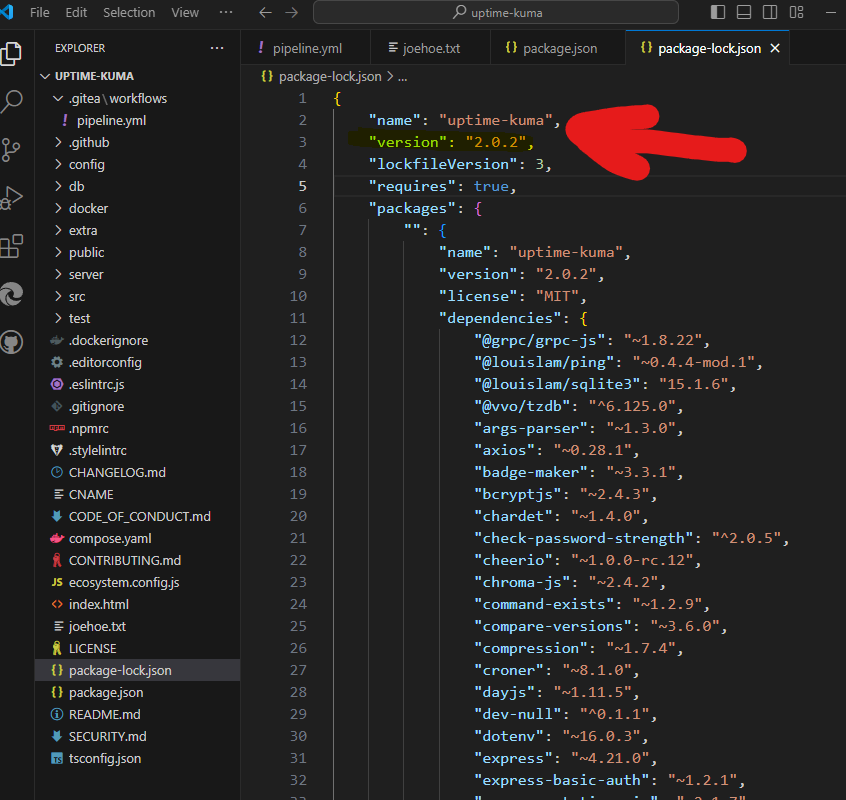 File Edit Selection View ··· uptime-kuma
EXPLORER ···
pipeline.yml joehoe.txt package.json package-lock.json
UPTIME-KUMA
.gitea\workflows
pipeline.yml
.github
config
db
docker
extra
public
server
src
test
.dockerignore
.editorconfig
.eslintrc.js
.gitignore
.npmrc
.stylelintrc
CHANGELOG.md
CNAME
CODE_OF_CONDUCT.md
compose.yaml
CONTRIBUTING.md
JS ecosystem.config.js
index.html
joehoe.txt
LICENSE
{} package-lock.json
{} package.json
README.md
SECURITY.md
TS tsconfig.json
{} package-lock.json > ...
1 {
2 "name": "uptime-kuma",
3 "version": "2.0.2",
4 "lockfileVersion": 3,
5 "requires": true,
6 "packages": {
7 "": {
8 "name": "uptime-kuma",
9 "version": "2.0.2",
10 "license": "MIT",
11 "dependencies": {
12 "@grpc/grpc-js": "~1.8.22",
13 "@louislam/ping": "~0.4.4-mod.1",
14 "@louislam/sqlite3": "15.1.6",
15 "@vvo/tzdb": "^6.125.0",
16 "args-parser": "~1.3.0",
17 "axios": "~0.28.1",
18 "badge-maker": "~3.3.1",
19 "bcryptjs": "~2.4.3",
20 "chardet": "~1.4.0",
21 "check-password-strength": "^2.0.5",
22 "cheerio": "~1.0.0-rc.12",
23 "chroma-js": "~2.4.2",
24 "command-exists": "~1.2.9",
25 "compare-versions": "~3.6.0",
26 "compression": "~1.7.4",
27 "croner": "~8.1.0",
28 "dayjs": "~1.11.5",
29 "dev-null": "^0.1.1",
30 "dotenv": "~16.0.3",
31 "express": "~4.21.0",
32 "express-basic-auth": "~1.2.1",